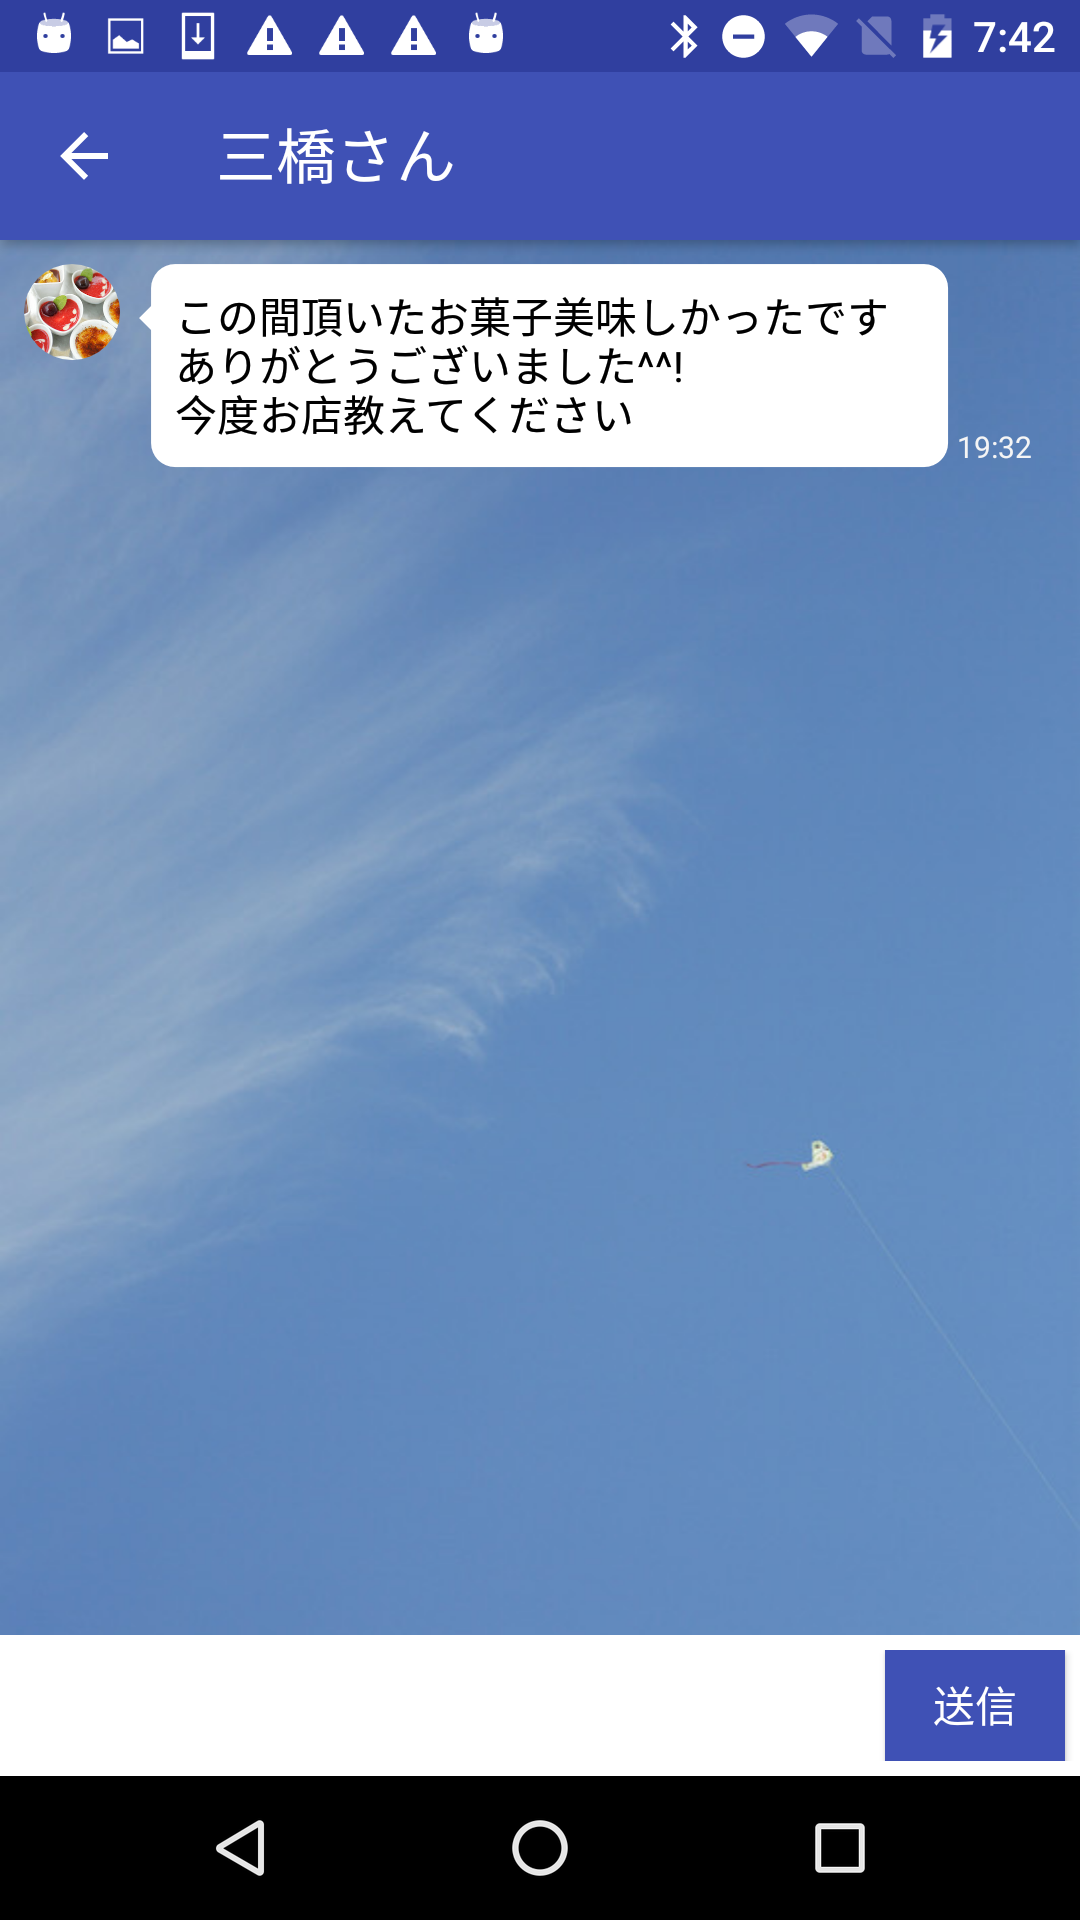 7:42
三橋さん
この間頂いたお菓子美味しかったです
ありがとうございました^^!
今度お店教えてください
19:32
送信